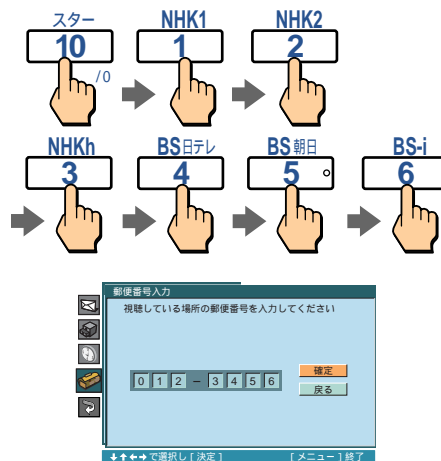 スター NHK1 NHK2
10 1 2
/0
NHKh BS日テレ BS朝日 BS-i
3 4 5 6
郵便番号入力
視聴している場所の郵便番号を入力してください
0 1 2 － 3 4 5 6
確定
戻る
↓↑←→で選択し［決定］ ［メニュー］終了